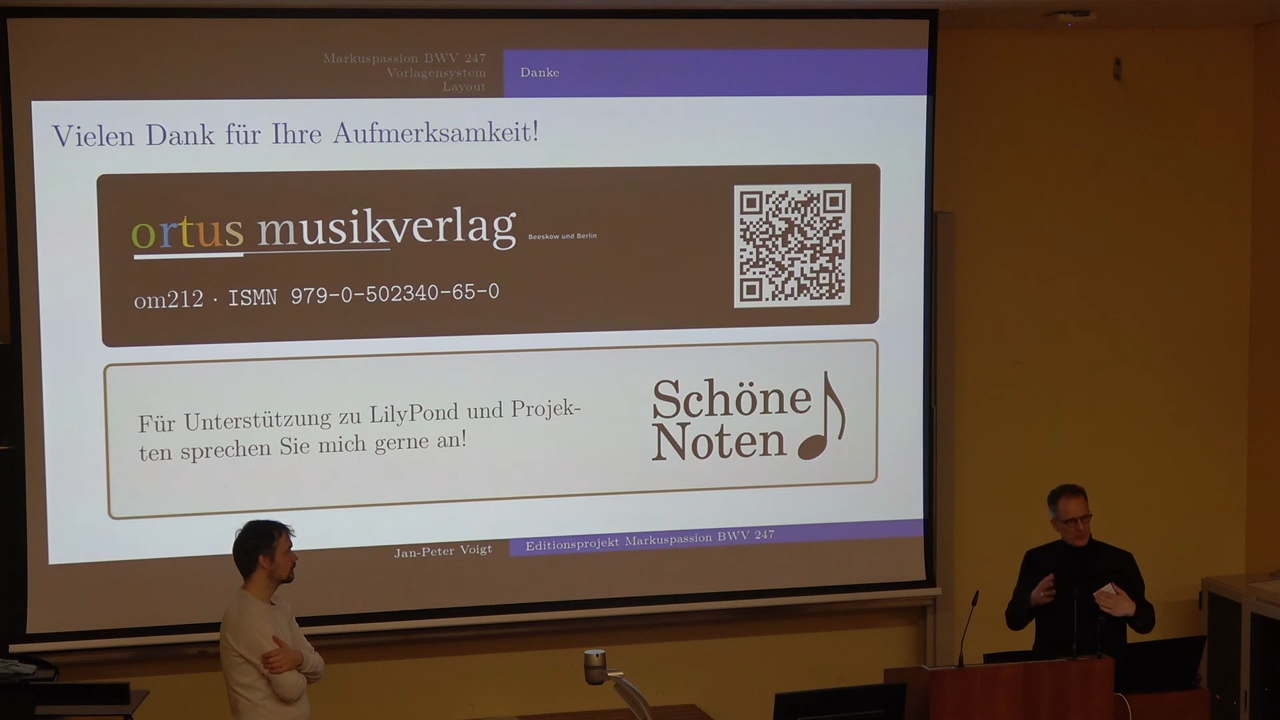 Markuspassion BWV 247
Vorlagensystem
Layout
Danke
Vielen Dank für Ihre Aufmerksamkeit!
ortus musikverlag Beeskow und Berlin
om212 · ISMN 979-0-502340-65-0
Für Unterstützung zu LilyPond und Projek-
ten sprechen Sie mich gerne an!
Schöne
Noten
Jan-Peter Voigt
Editionsprojekt Markuspassion BWV 247